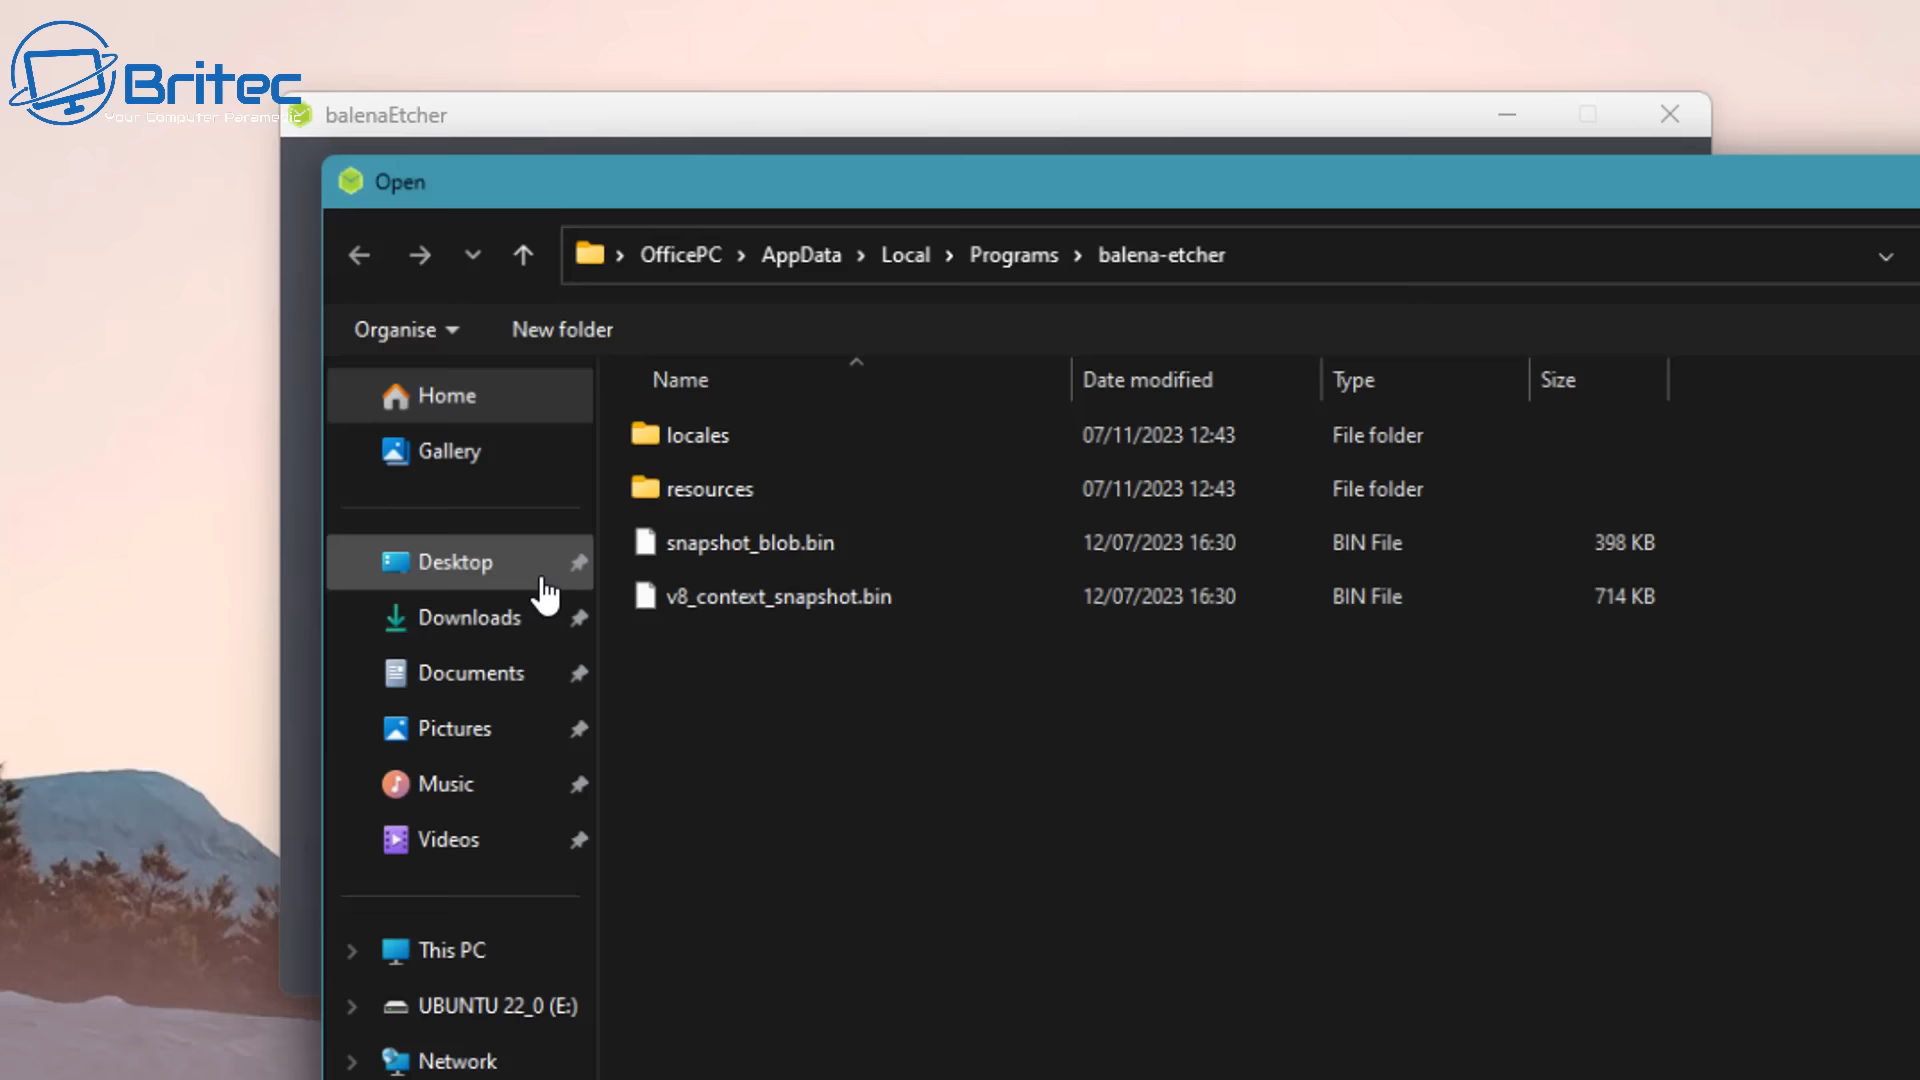 Britec
Your Computer Paramedic
balenaEtcher
Open
OfficePC > AppData > Local > Programs > balena-etcher
Organise New folder
Name Date modified Type Size
Home
Gallery
Desktop
Downloads
Documents
Pictures
Music
Videos
This PC
UBUNTU 22_0 (E:)
Network
locales 07/11/2023 12:43 File folder
resources 07/11/2023 12:43 File folder
snapshot_blob.bin 12/07/2023 16:30 BIN File 398 KB
v8_context_snapshot.bin 12/07/2023 16:30 BIN File 714 KB